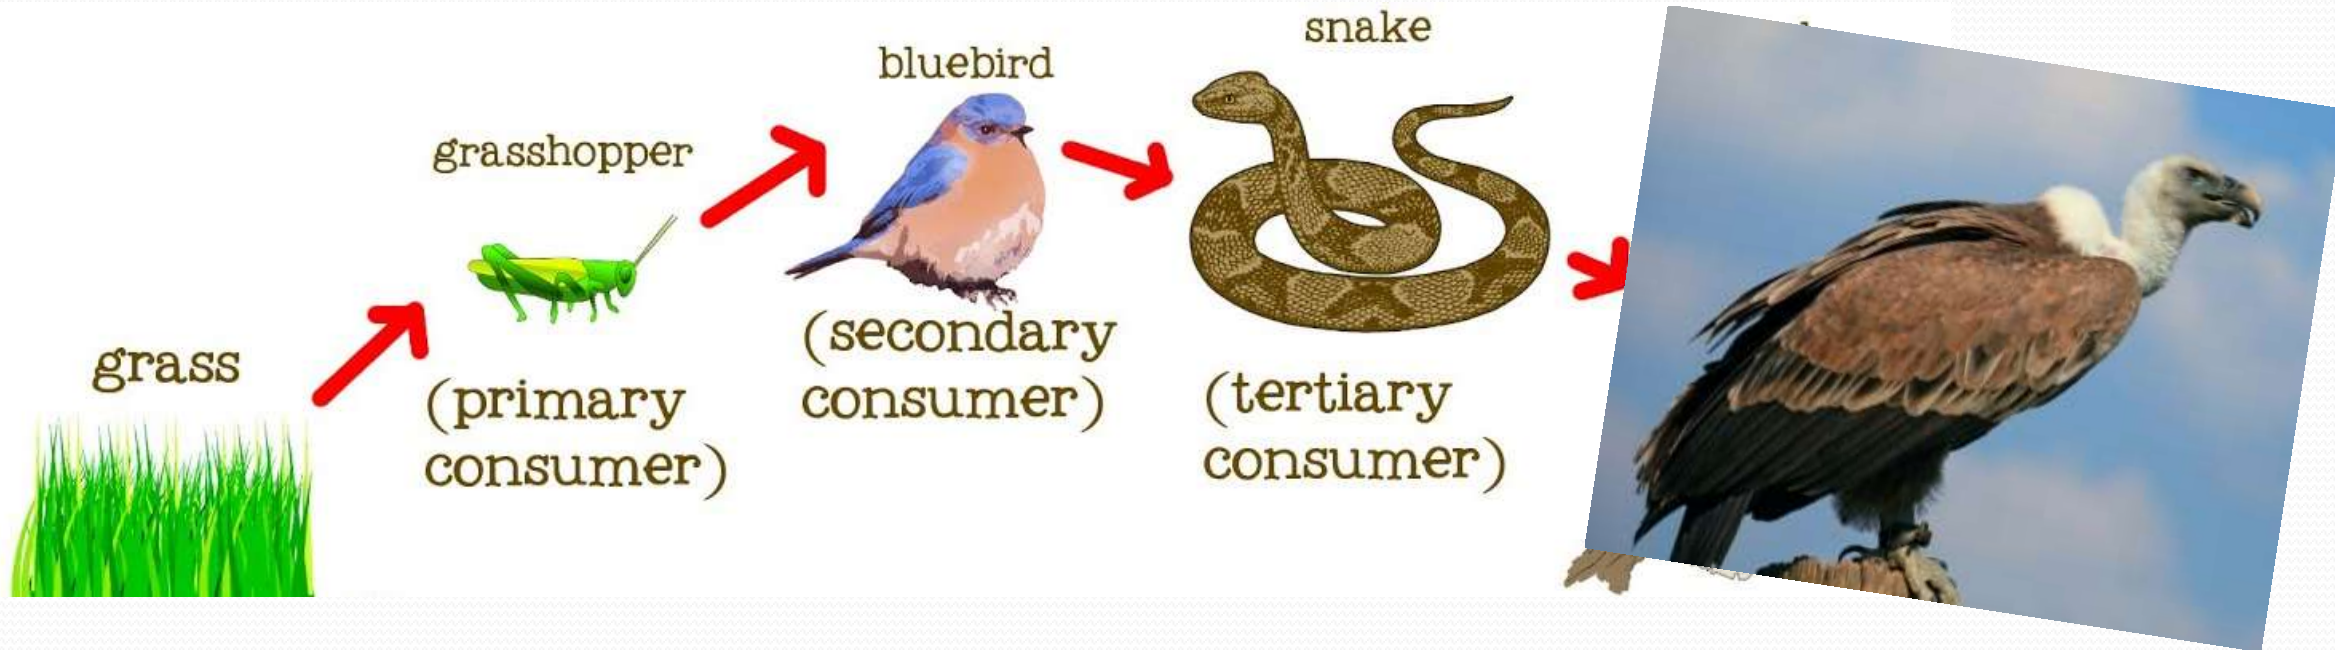 grass
grasshopper
(primary
consumer)
bluebird
(secondary
consumer)
snake
(tertiary
consumer)